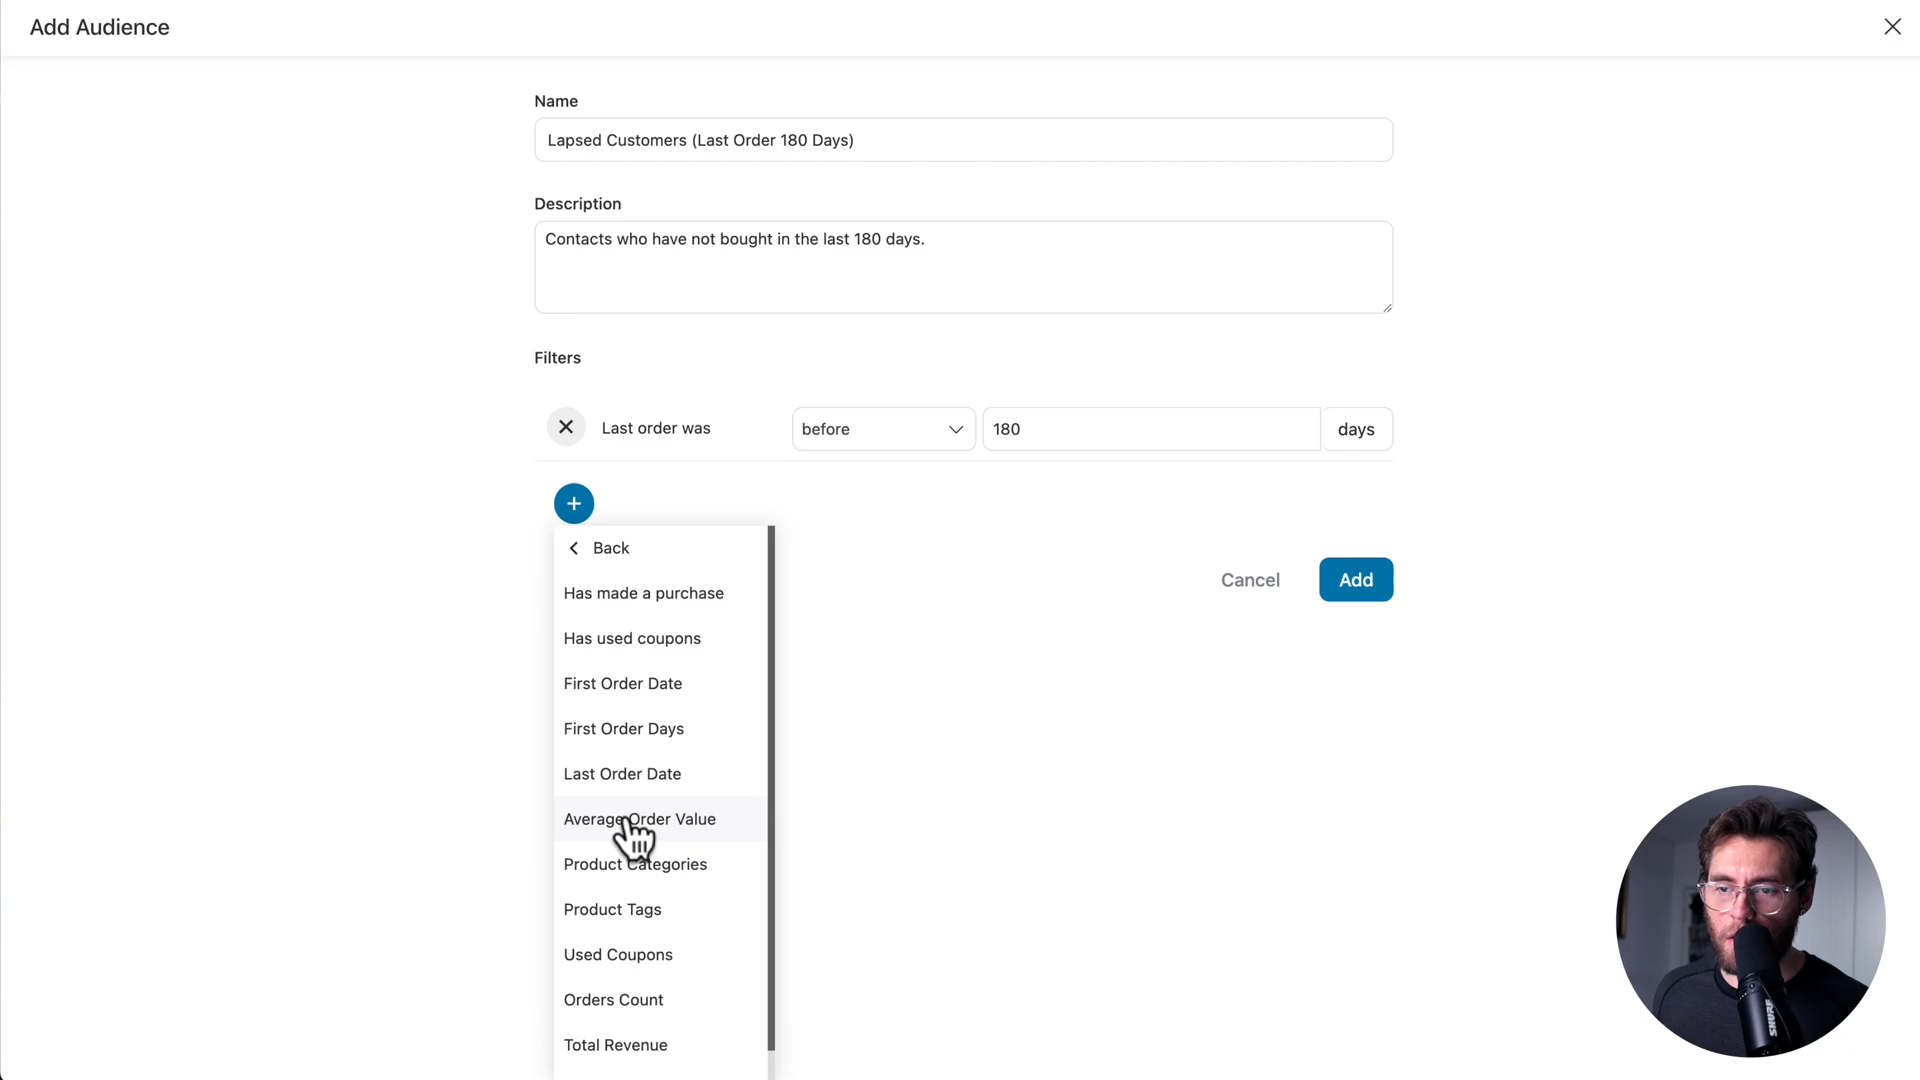 Add Audience
Name
Lapsed Customers (Last Order 180 Days)
Description
Contacts who have not bought in the last 180 days.
Filters
Last order was before 180 days
Back
Has made a purchase
Has used coupons
First Order Date
First Order Days
Last Order Date
Average Order Value
Product Categories
Product Tags
Used Coupons
Orders Count
Total Revenue
Cancel Add
SHURE